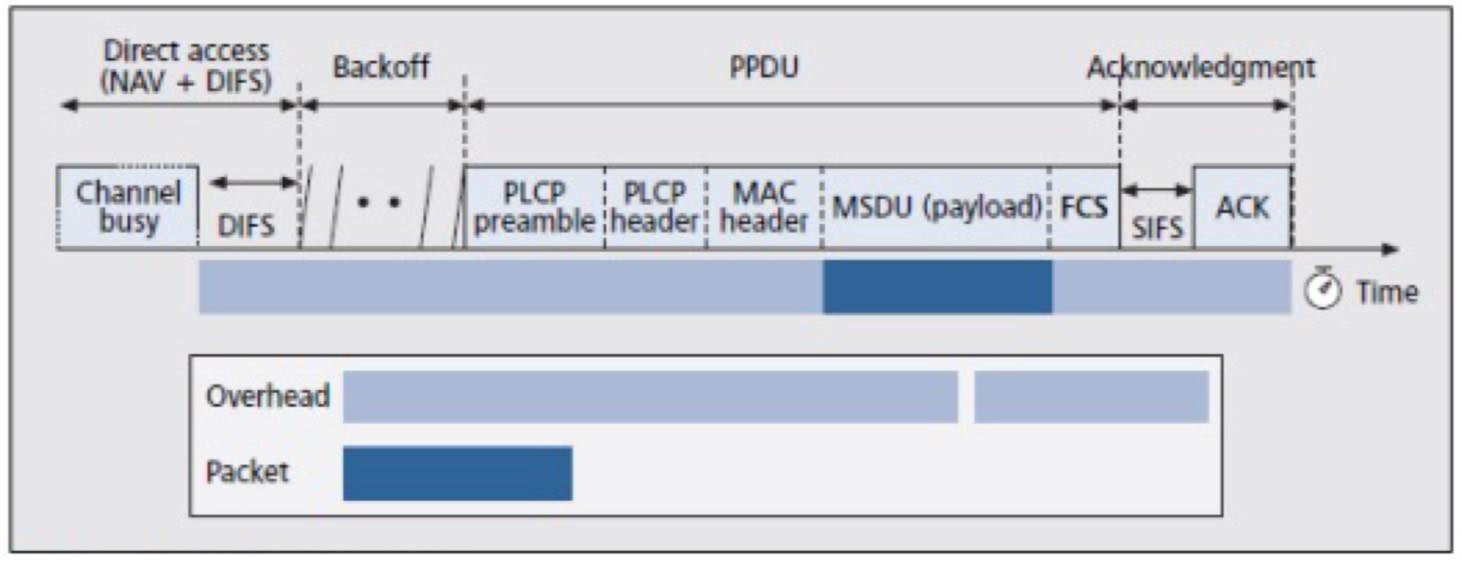 Direct access
(NAV + DIFS)
Backoff
PPDU
Acknowledgment
Channel
busy
DIFS
PLCP
preamble
PLCP
header
MAC
header
MSDU (payload)
FCS
SIFS
ACK
Time
Overhead
Packet